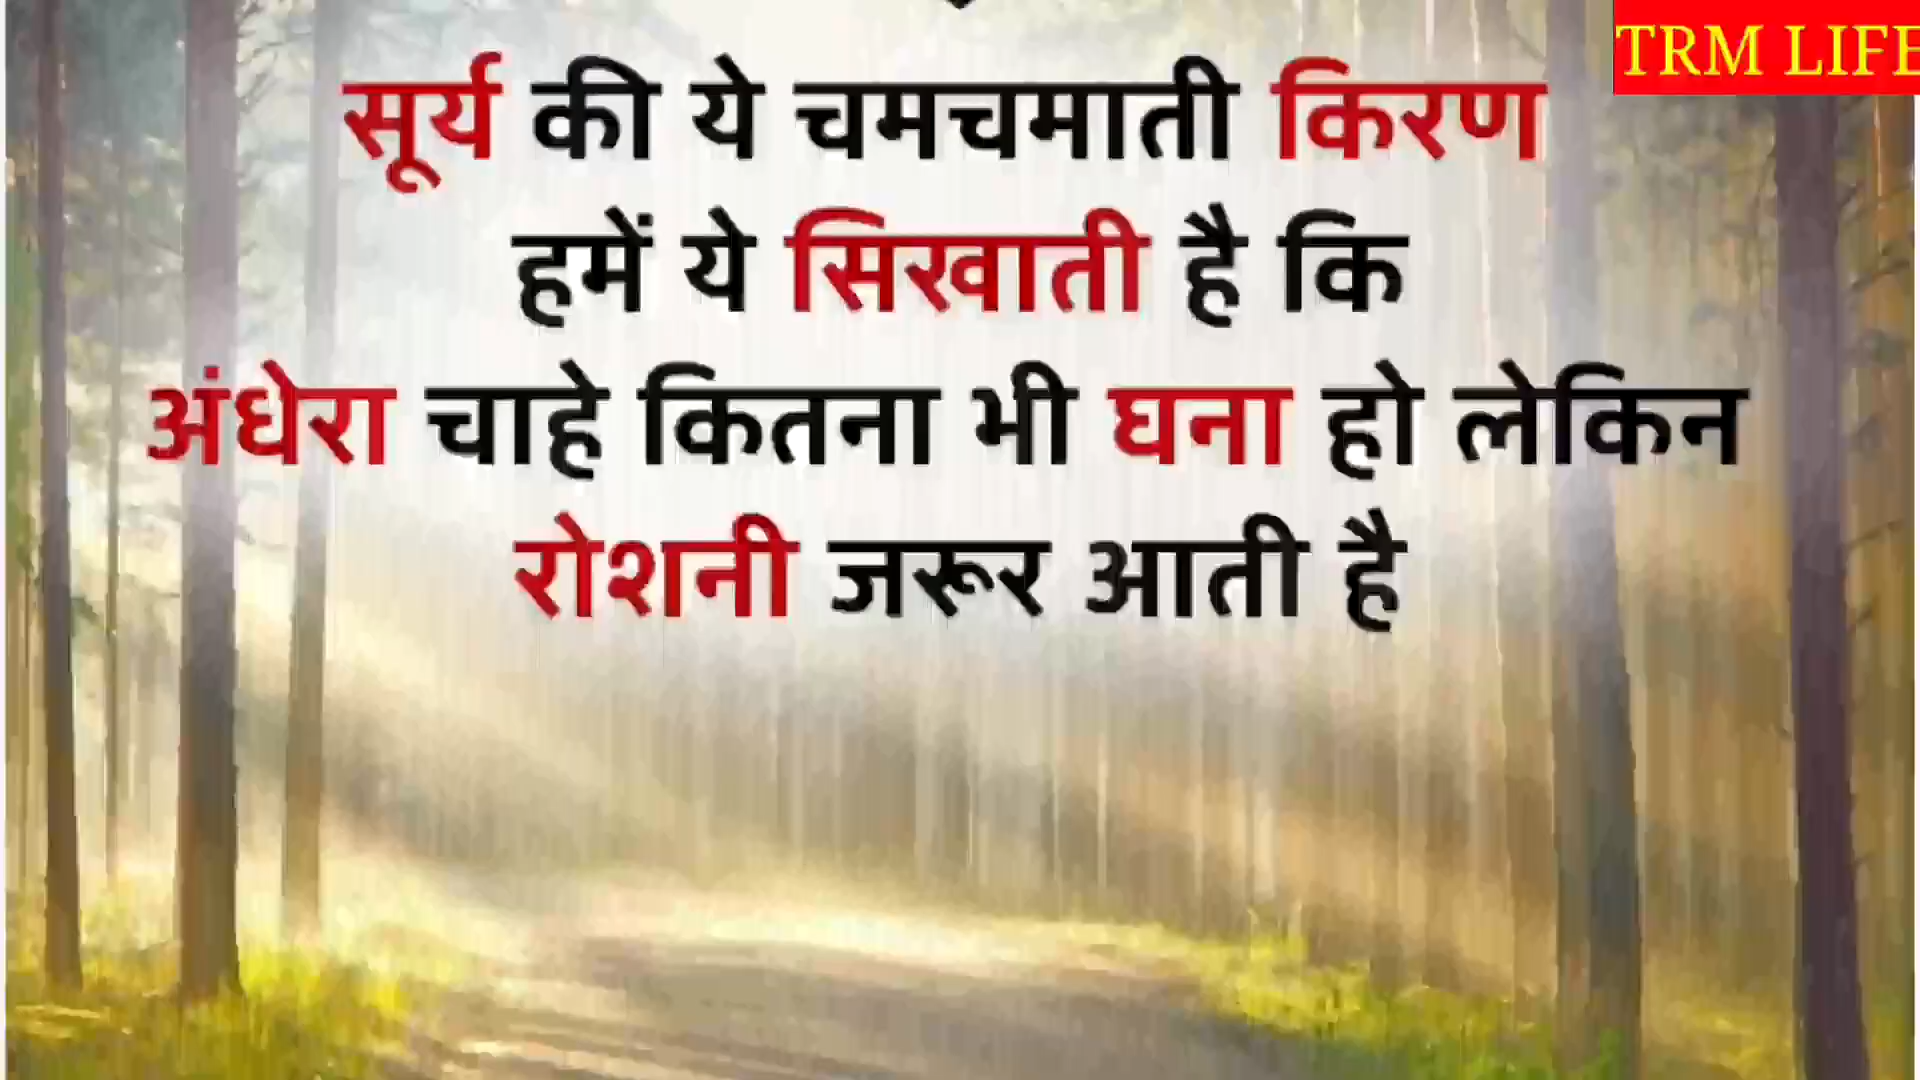 TRM LIFE
सूर्य की ये चमचमाती किरण
हमें ये सिखाती है कि
अंधेरा चाहे कितना भी घना हो लेकिन
रोशनी जरूर आती है